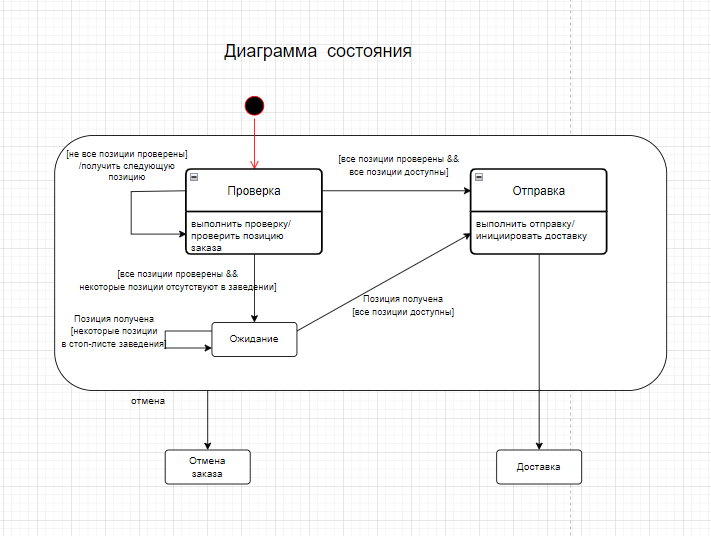 Диаграмма состояния
[не все позиции проверены]
/получить следующую
позицию
[все позиции проверены &&
все позиции доступны]
Проверка
выполнить проверку/
проверить позицию
заказа
Отправка
выполнить отправку/
инициировать доставку
[все позиции проверены &&
некоторые позиции отсутствуют в заведении]
Позиция получена
[все позиции доступны]
Позиция получена
[некоторые позиции
в стоп-листе заведения]
Ожидание
отмена
Отмена
заказа
Доставка